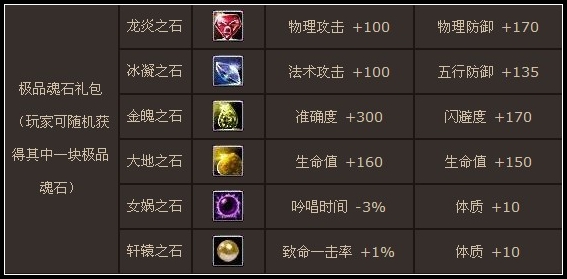 极品魂石礼包
（玩家可随机获
得其中一块极品
魂石）
龙炎之石 物理攻击 +100 物理防御 +170
冰凝之石 法术攻击 +100 五行防御 +135
金魄之石 准确度 +300 闪避度 +170
大地之石 生命值 +160 生命值 +150
女娲之石 吟唱时间 -3% 体质 +10
轩辕之石 致命一击率 +1% 体质 +10